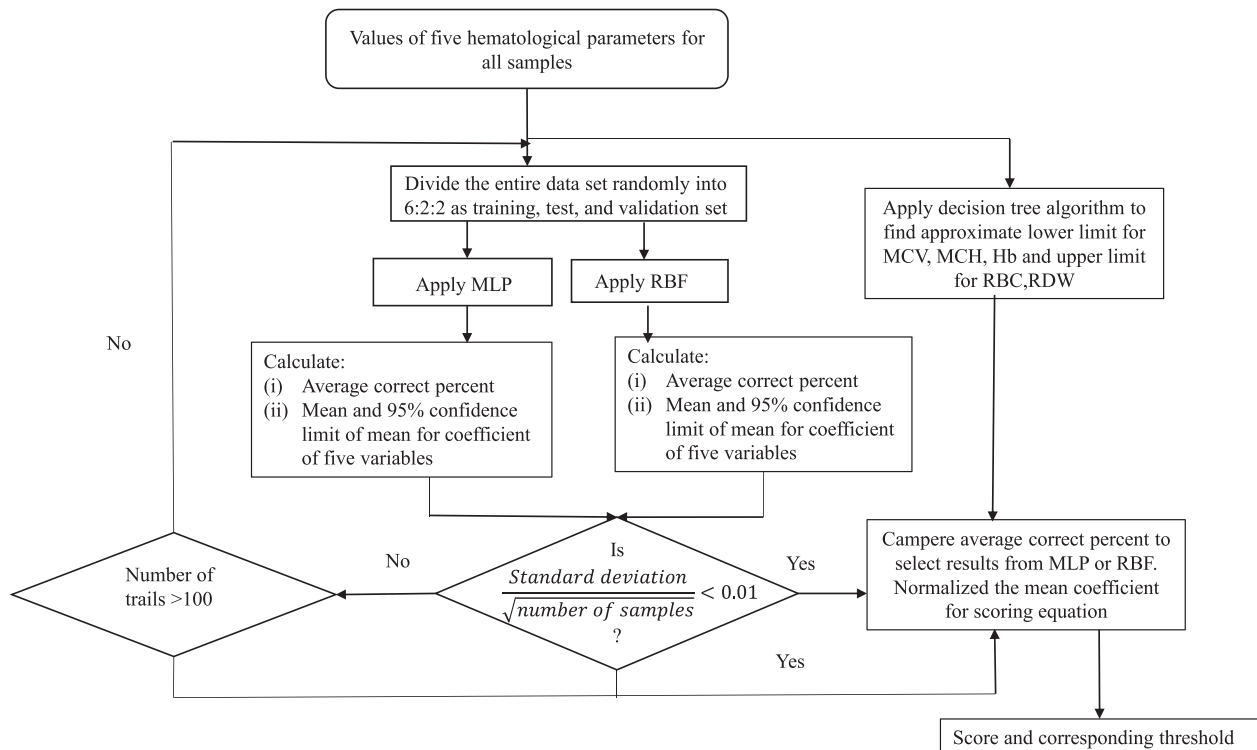 Values of five hematological parameters for
all samples
Divide the entire data set randomly into
6:2:2 as training, test, and validation set
Apply decision tree algorithm to
find approximate lower limit for
MCV, MCH, Hb and upper limit
for RBC,RDW
Apply MLP
Apply RBF
No
Calculate:
(i) Average correct percent
(ii) Mean and 95% confidence
limit of mean for coefficient
of five variables
Calculate:
(i) Average correct percent
(ii) Mean and 95% confidence
limit of mean for coefficient
of five variables
Number of
trails >100
No
Is
Standard deviation
√number of samples
< 0.01
?
Yes
Campere average correct percent to
select results from MLP or RBF.
Normalized the mean coefficient
for scoring equation
Yes
Score and corresponding threshold